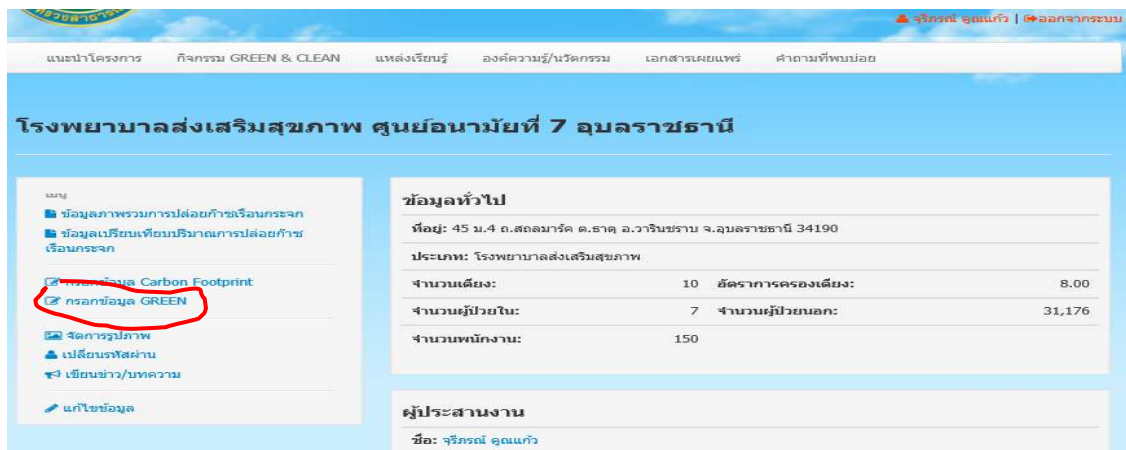 จุรีภรณ์ คูณแก้ว | ออกจากระบบ
แนะนำโครงการ กิจกรรม GREEN & CLEAN แหล่งเรียนรู้ องค์ความรู้/นวัตกรรม เอกสารเผยแพร่ คำถามที่พบบ่อย
โรงพยาบาลส่งเสริมสุขภาพ ศูนย์อนามัยที่ 7 อุบลราชธานี
เมนู
ข้อมูลภาพรวมการปล่อยก๊าซเรือนกระจก
ข้อมูลเปรียบเทียบปริมาณการปล่อยก๊าซ
เรือนกระจก
กรอกข้อมูล Carbon Footprint
กรอกข้อมูล GREEN
จัดการรูปภาพ
เปลี่ยนรหัสผ่าน
เขียนข่าว/บทความ
แก้ไขข้อมูล
ข้อมูลทั่วไป
ที่อยู่: 45 ม.4 ถ.สถลมาร์ค ต.ธาตุ อ.วารินชราบ จ.อุบลราชธานี 34190
ประเภท: โรงพยาบาลส่งเสริมสุขภาพ
จำนวนเตียง: 10 อัตราการครองเตียง: 8.00
จำนวนผู้ป่วยใน: 7 จำนวนผู้ป่วยนอก: 31,176
จำนวนพนักงาน: 150
ผู้ประสานงาน
ชื่อ: จุรีภรณ์ คูณแก้ว